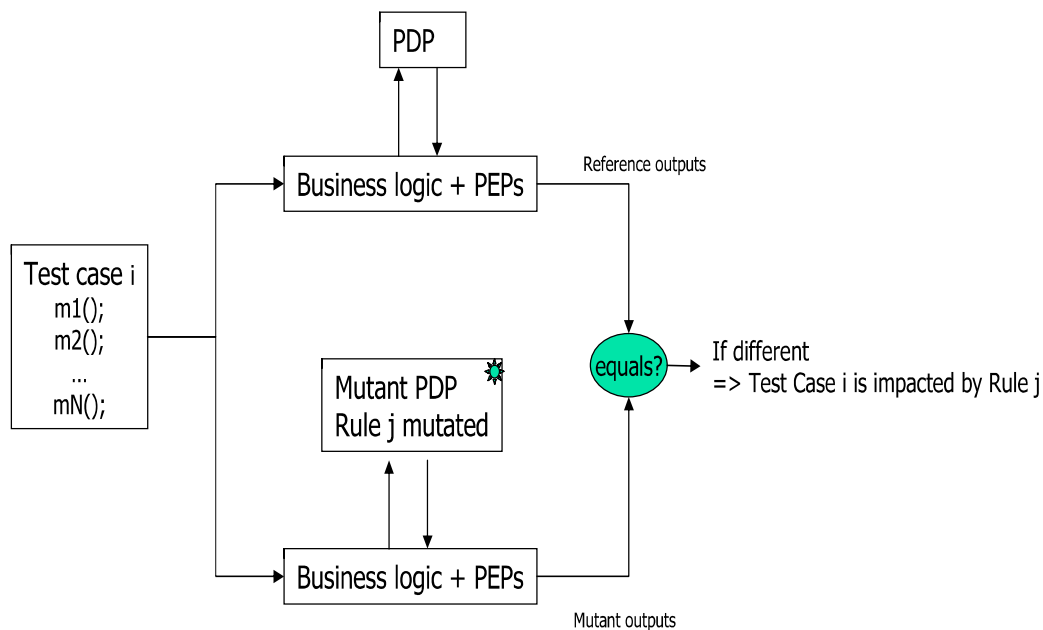 PDP
Business logic + PEPs
Reference outputs
Test case i
m1();
m2();
...
mN();
equals?
If different
=> Test Case i is impacted by Rule j
Mutant PDP
Rule j mutated
Business logic + PEPs
Mutant outputs